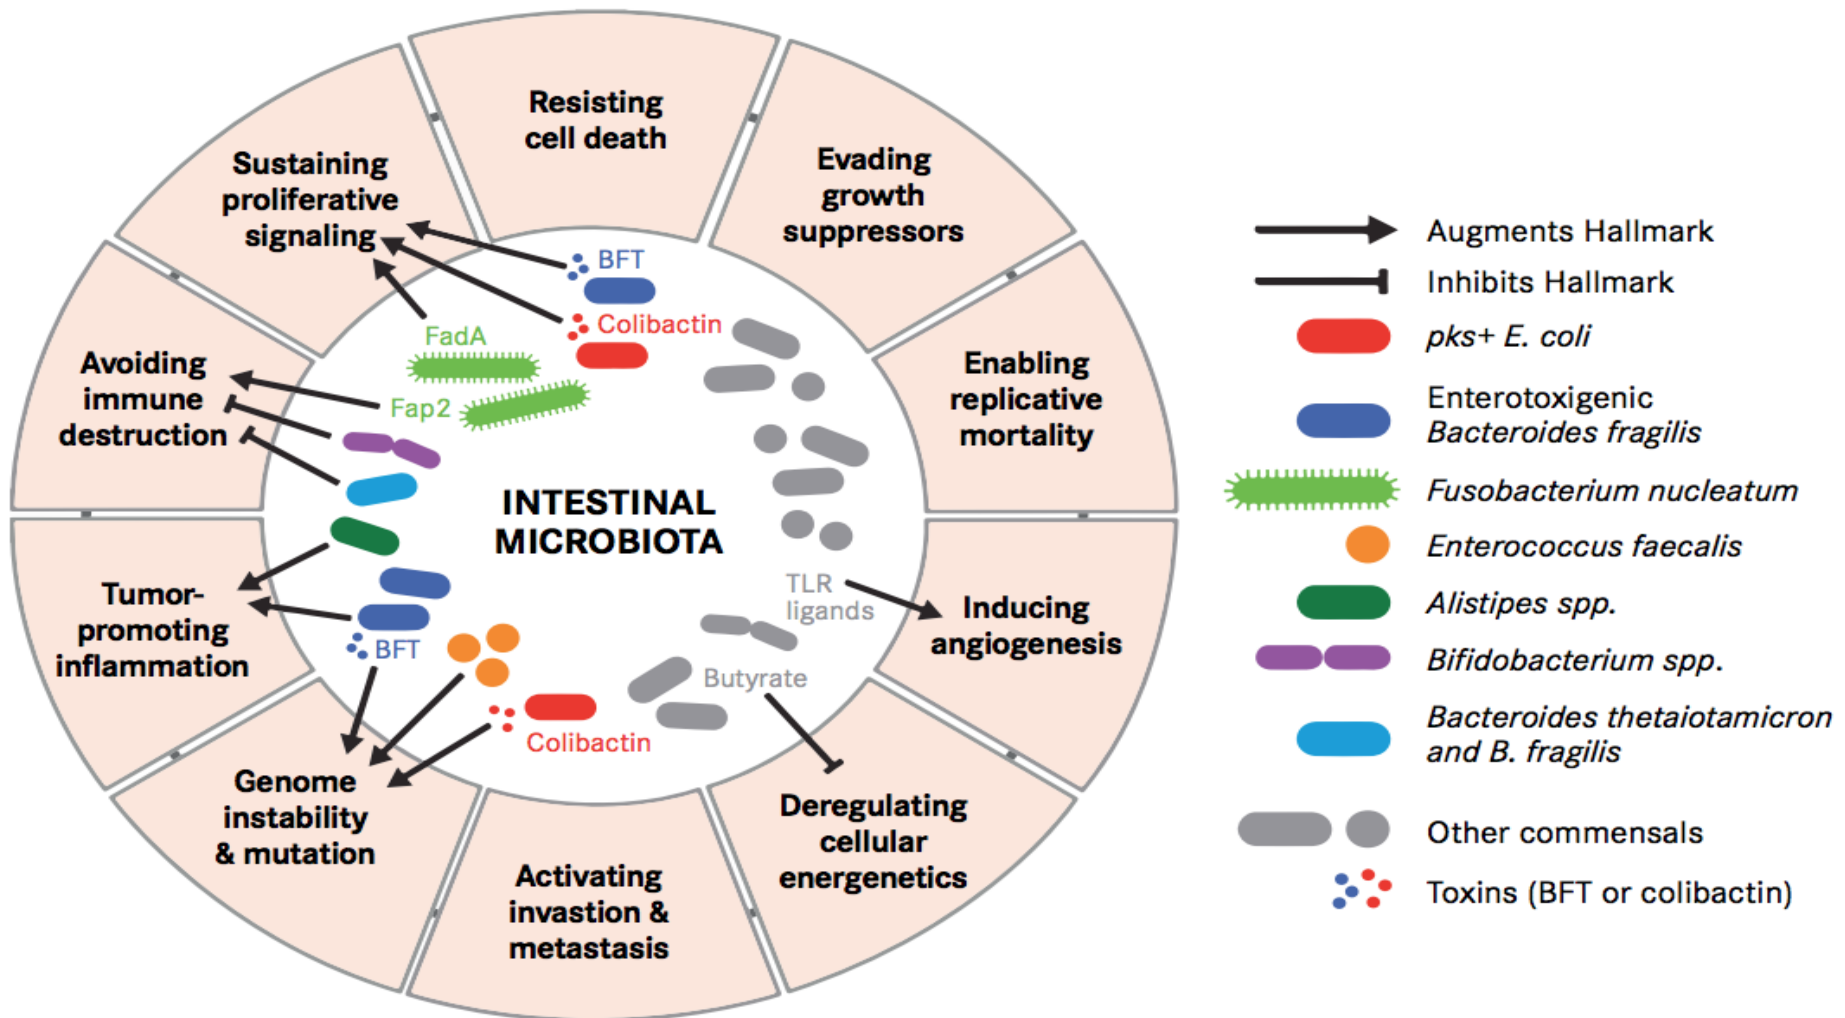 Resisting
cell death
Evading
growth
suppressors
Enabling
replicative
mortality
Inducing
angiogenesis
Deregulating
cellular
energenetics
Activating
invastion &
metastasis
Genome
instability
& mutation
Tumor-
promoting
inflammation
Avoiding
immune
destruction
Sustaining
proliferative
signaling
BFT
Colibactin
FadA
Fap2
INTESTINAL
MICROBIOTA
TLR
ligands
Butyrate
BFT
Colibactin
Augments Hallmark
Inhibits Hallmark
pks+ E. coli
Enterotoxigenic
Bacteroides fragilis
Fusobacterium nucleatum
Enterococcus faecalis
Alistipes spp.
Bifidobacterium spp.
Bacteroides thetaiotamicron
and B. fragilis
Other commensals
Toxins (BFT or colibactin)